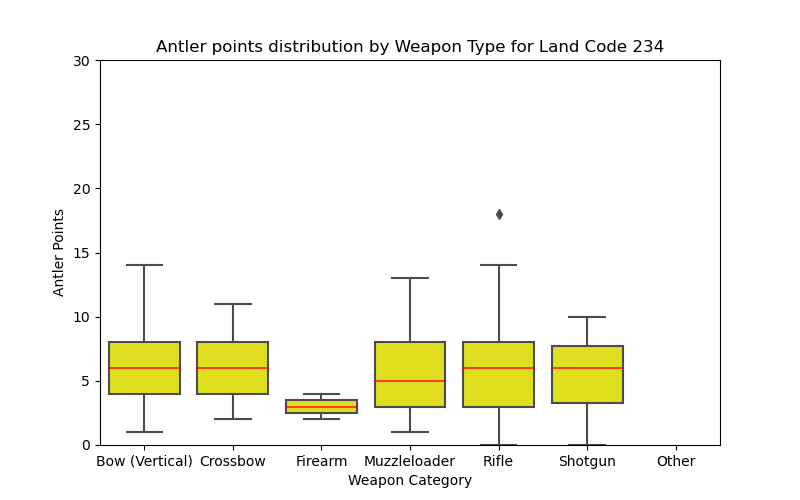 Antler points distribution by Weapon Type for Land Code 234
30
25
20
15
10
5
0
Antler Points
Bow (Vertical) Crossbow Firearm Muzzleloader Rifle Shotgun Other
Weapon Category